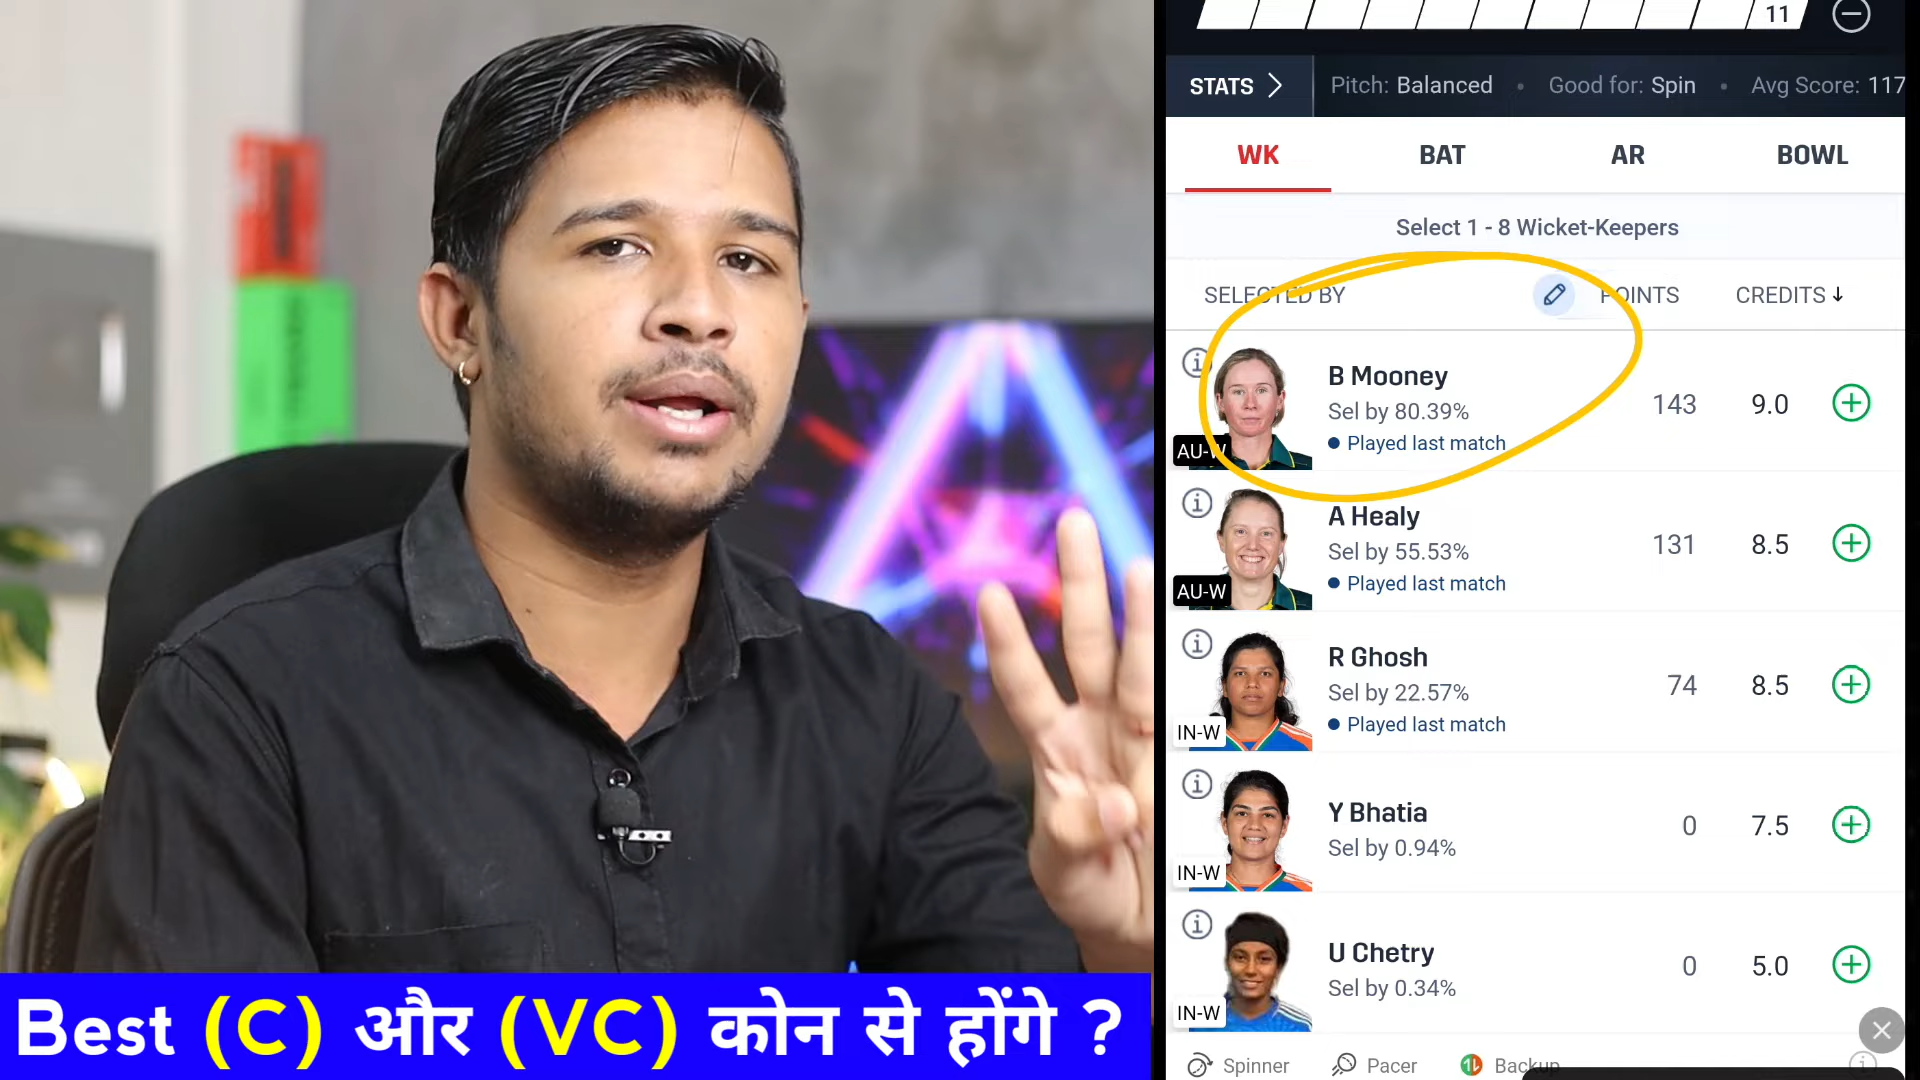 11
STATS
Pitch: Balanced • Good for: Spin • Avg Score: 117
WK BAT AR BOWL
Select 1 - 8 Wicket-Keepers
SELECTED BY POINTS CREDITS ↓
B Mooney
Sel by 80.39%
Played last match
143 9.0
AU-W
A Healy
Sel by 55.53%
Played last match
131 8.5
AU-W
R Ghosh
Sel by 22.57%
Played last match
74 8.5
IN-W
Y Bhatia
Sel by 0.94%
0 7.5
IN-W
U Chetry
Sel by 0.34%
0 5.0
IN-W
Spinner Pacer Backup
Best (C) और (VC) कोन से होंगे ?